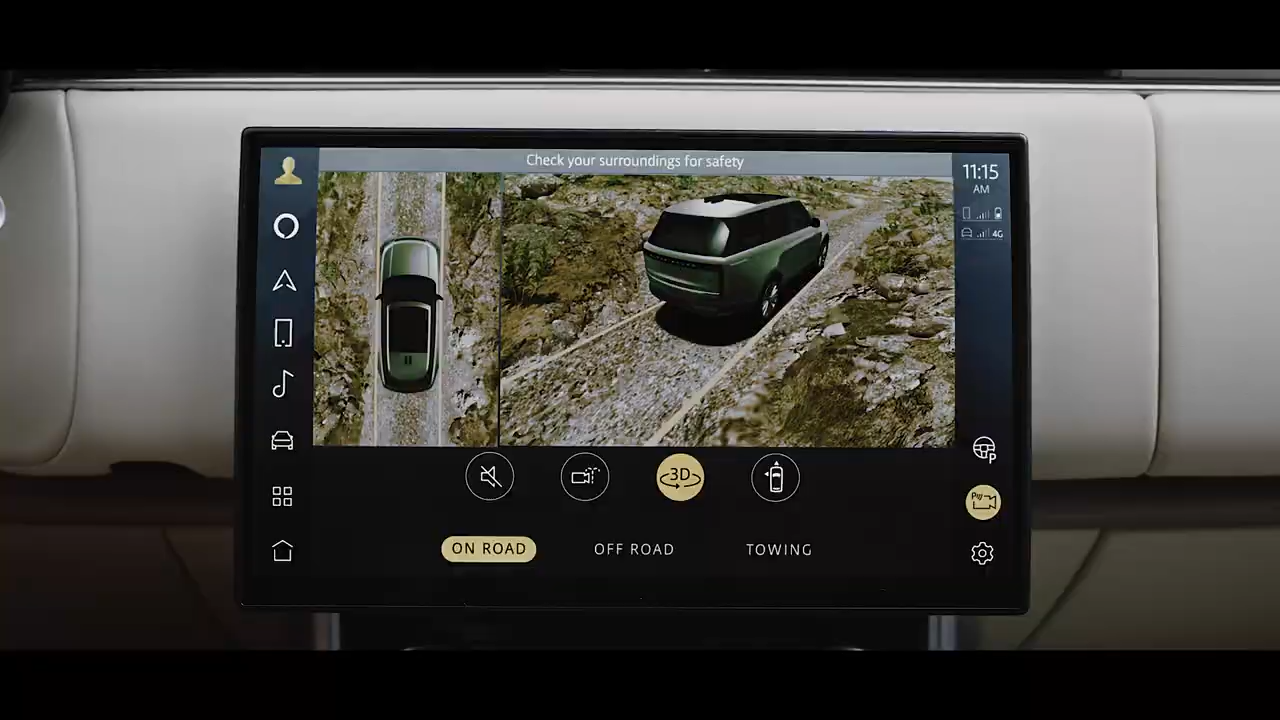 Check your surroundings for safety
11:15
AM
4G
3D
P
P
ON ROAD
OFF ROAD
TOWING